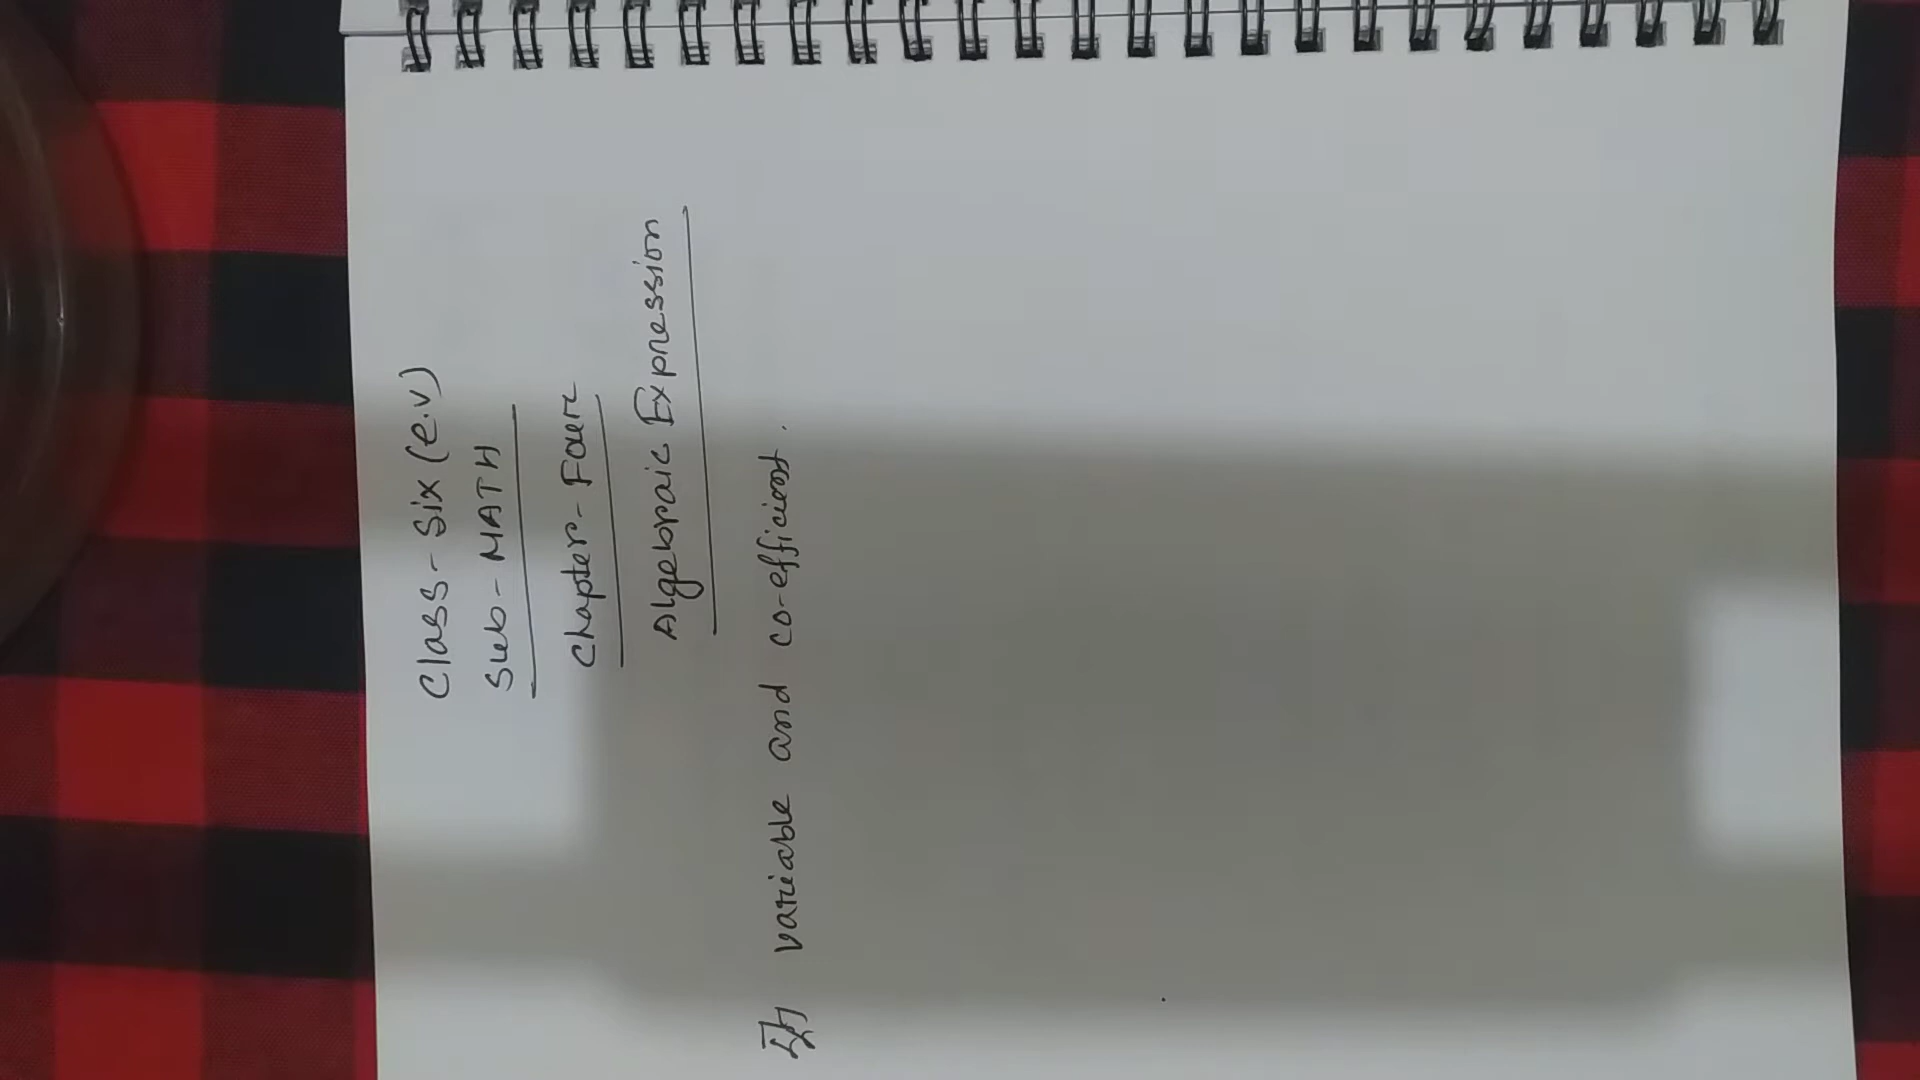 Class - Six (e.v)
Sub - MATH
Chapter - Four
Algebraic Expression
variable and co-efficient.